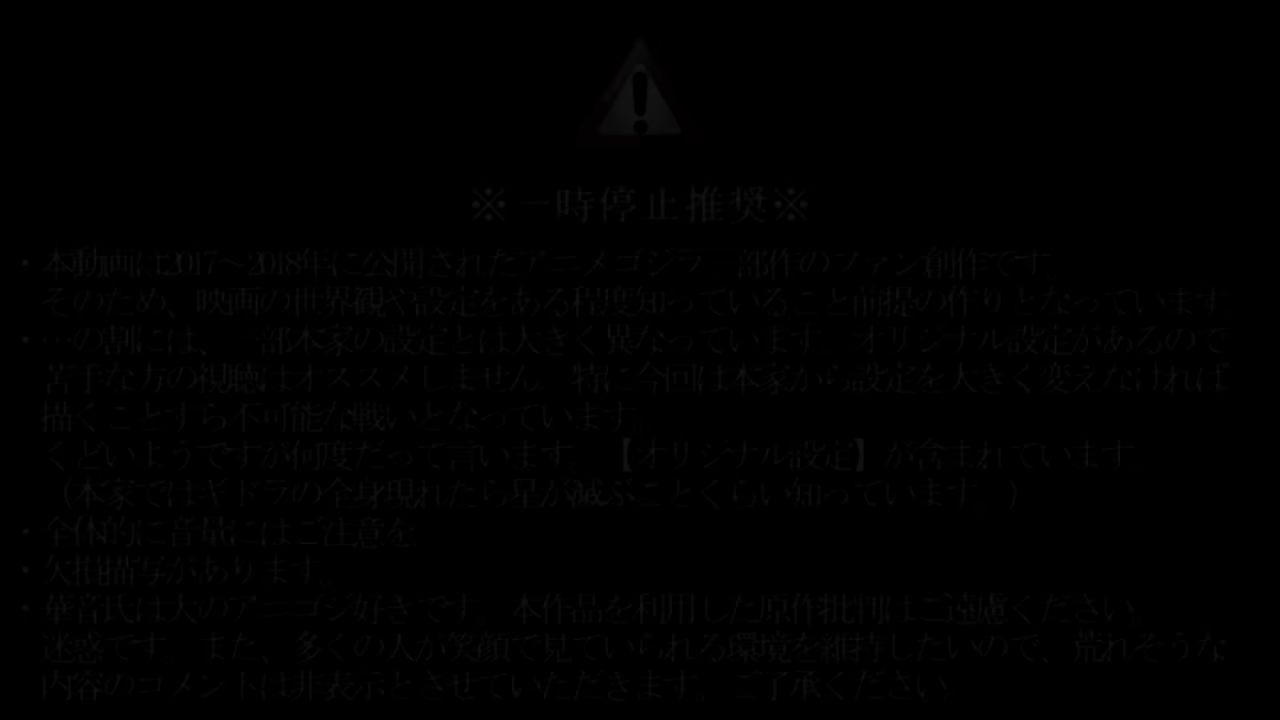 ※一時停止推奨※
・本動画は2017～2018年に公開されたアニメゴジラ三部作のファン創作です。
そのため、映画の世界観や設定をある程度知っていること前提の作りとなっています
・…の割には、一部本家の設定とは大きく異なっています。オリジナル設定があるので
苦手な方の視聴はオススメしません。特に今回は本家から設定を大きく変えなければ
描くことすら不可能な戦いとなっています。
くどいようですが何度だって言います。【オリジナル設定】が含まれています。
（本家ではギドラの全身現れたら星が滅ぶことくらい知っています。）
・全体的に音量にはご注意を
・欠損描写があります。
・華音氏は大のアニゴジ好きです。本作品を利用した原作批判はご遠慮ください。
迷惑です。また、多くの人が笑顔で見ていられる環境を維持したいので、荒れそうな
内容のコメントは非表示とさせていただきます。ご了承ください